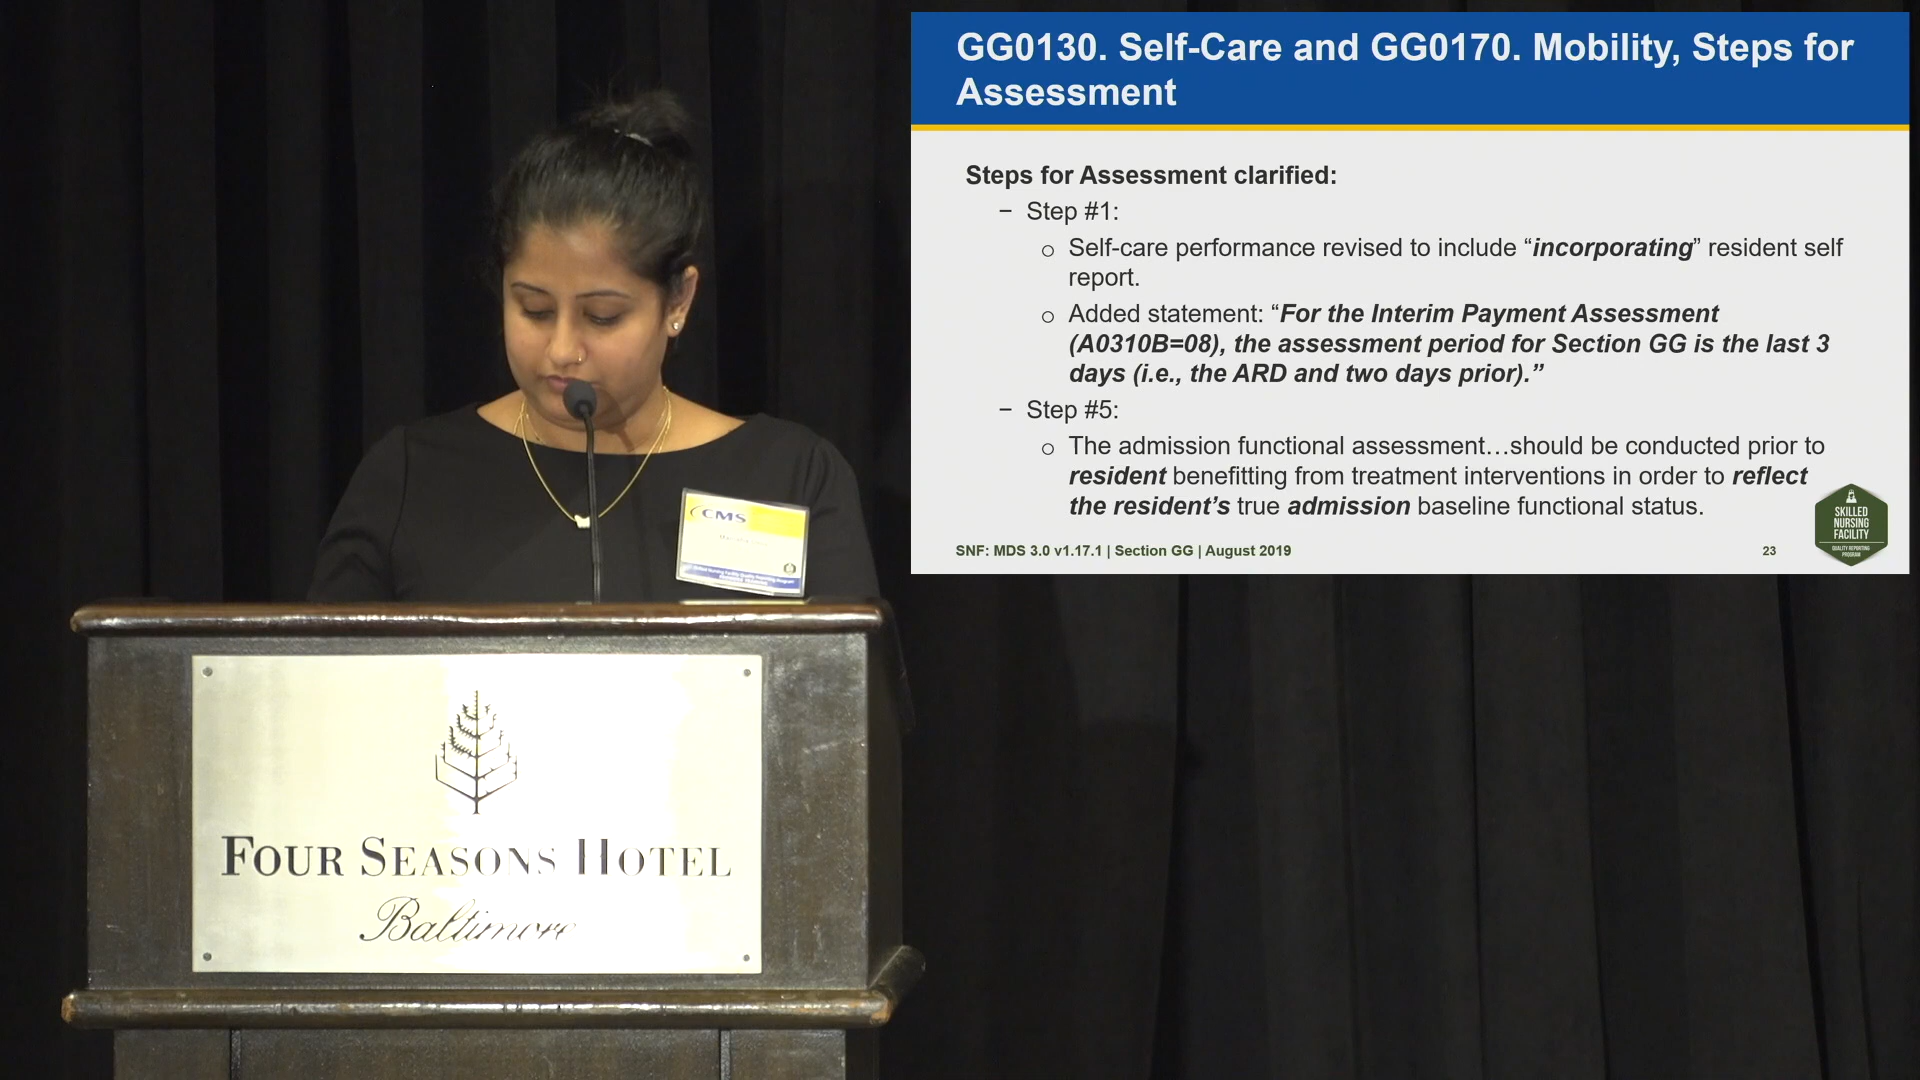 GG0130. Self-Care and GG0170. Mobility, Steps for
Assessment
Steps for Assessment clarified:
− Step #1:
o Self-care performance revised to include “incorporating” resident self
report.
o Added statement: “For the Interim Payment Assessment
(A0310B=08), the assessment period for Section GG is the last 3
days (i.e., the ARD and two days prior).”
− Step #5:
o The admission functional assessment…should be conducted prior to
resident benefitting from treatment interventions in order to reflect
the resident’s true admission baseline functional status.
SNF: MDS 3.0 v1.17.1 | Section GG | August 2019
23
SKILLED
NURSING
FACILITY
QUALITY REPORTING
PROGRAM
CMS
FOUR SEASONS HOTEL
Baltimore